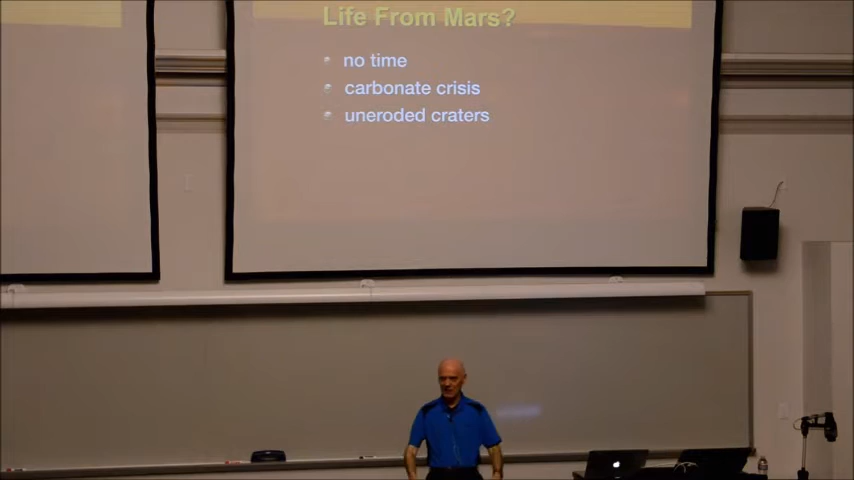 Life From Mars?
no time
carbonate crisis
uneroded craters